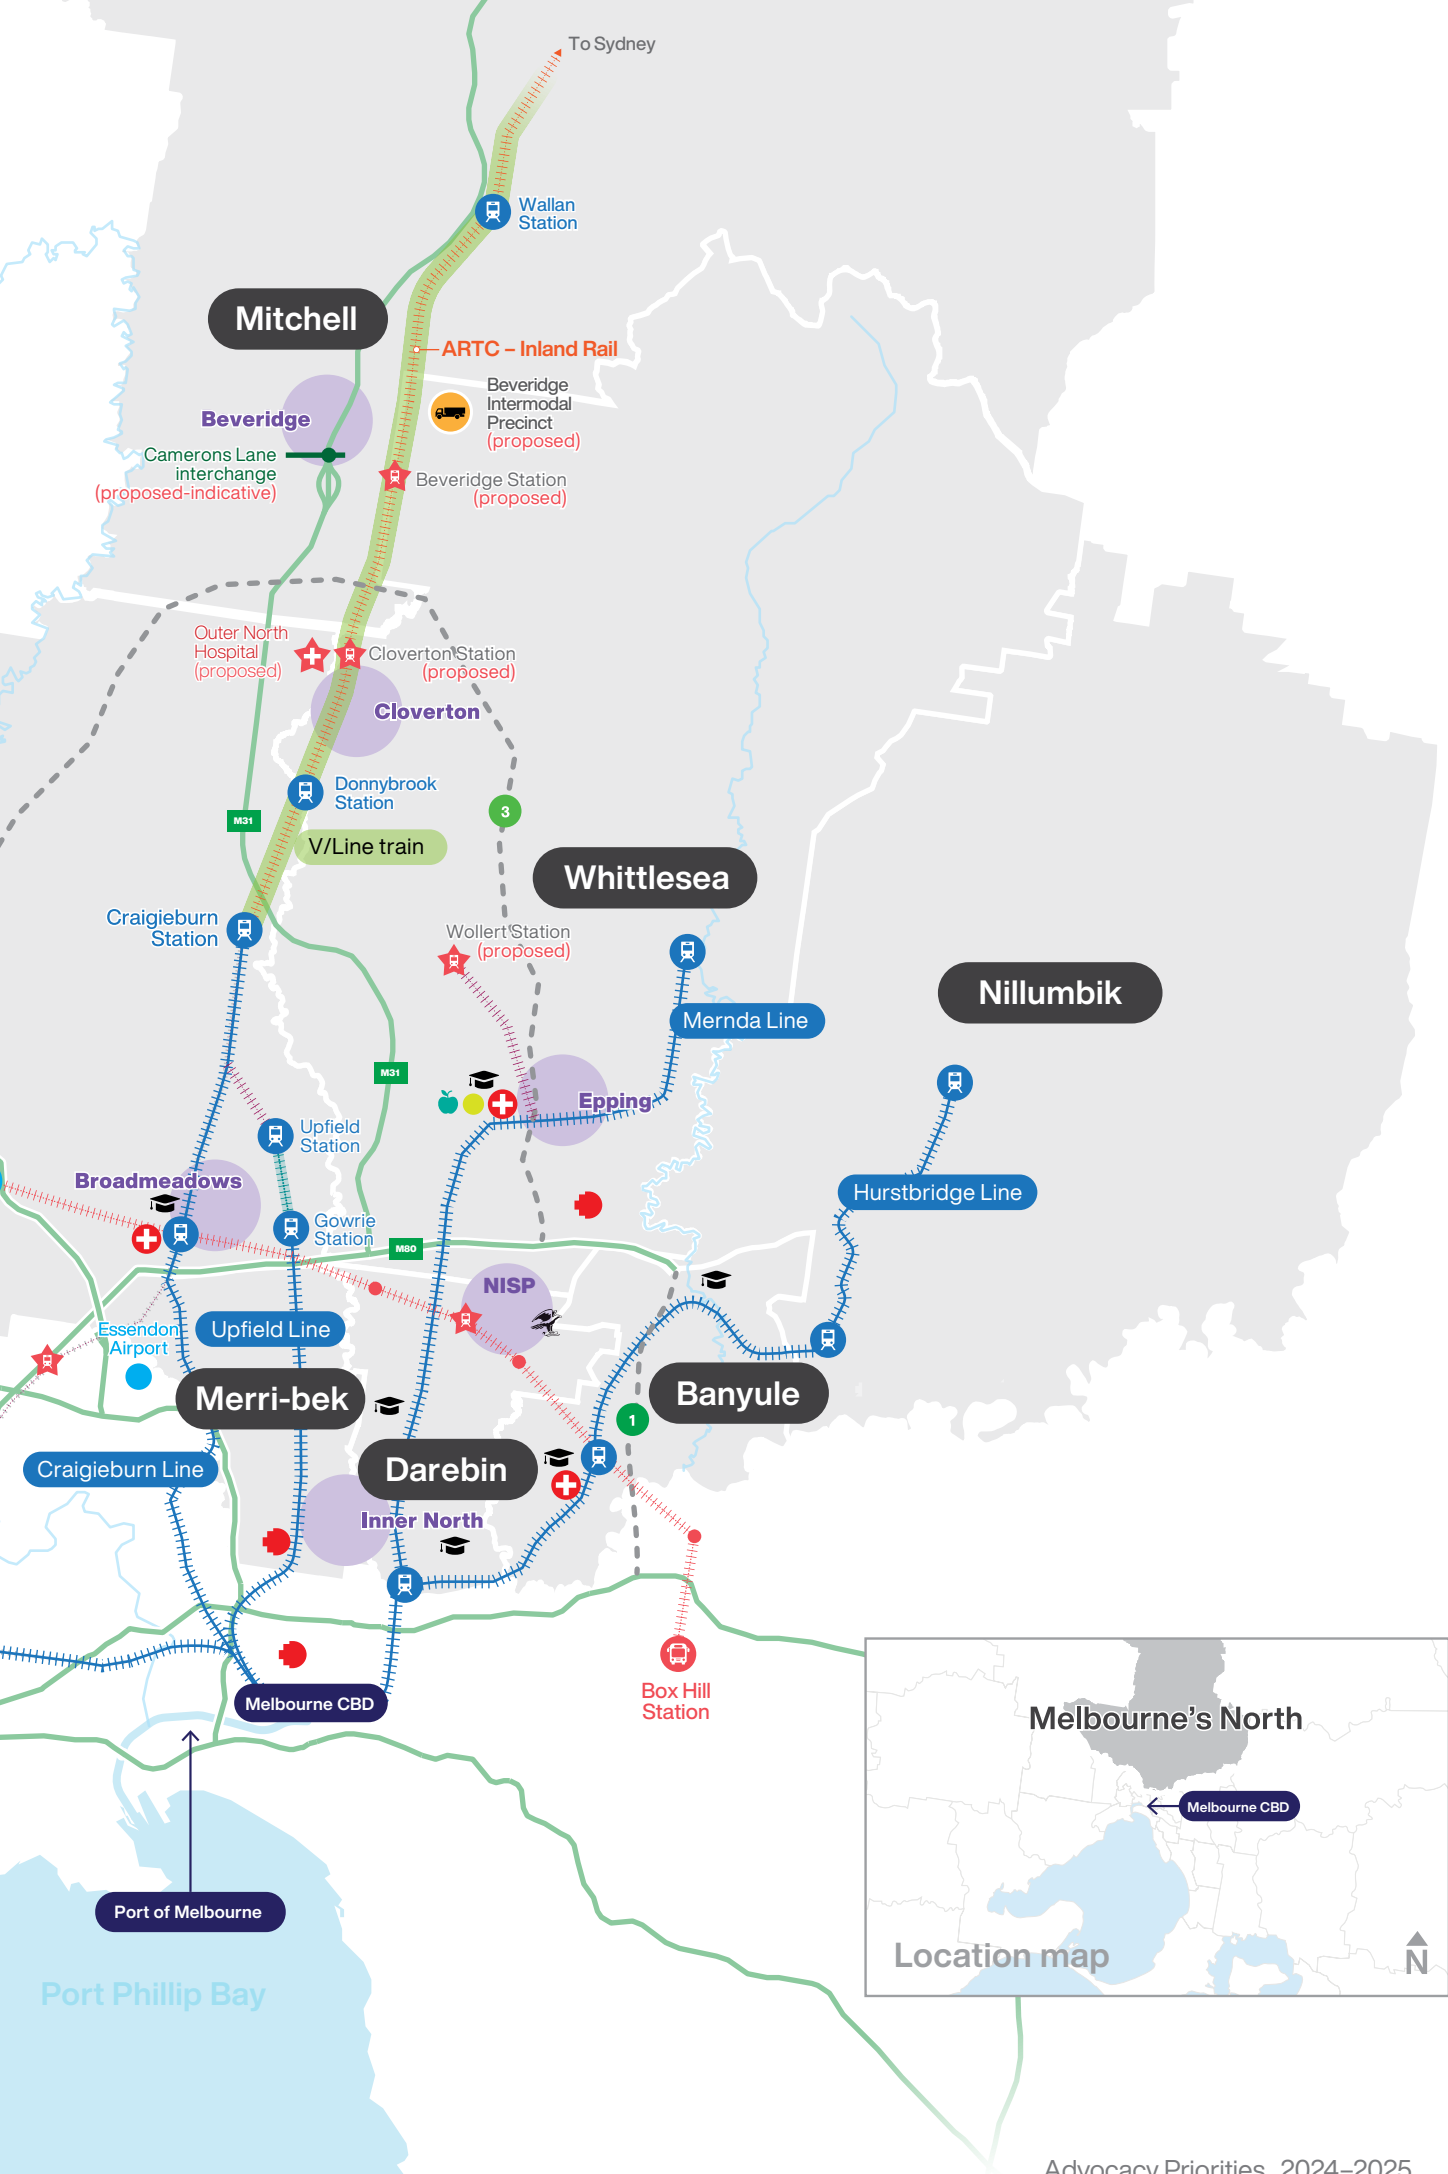 To Sydney
Wallan
Station
Mitchell
ARTC – Inland Rail
Beveridge
Intermodal
Precinct
(proposed)
Beveridge
Camerons Lane
interchange
(proposed-indicative)
Beveridge Station
(proposed)
Outer North
Hospital
(proposed)
Cloverton Station
(proposed)
Cloverton
Donnybrook
Station
M31
3
V/Line train
Whittlesea
Craigieburn
Station
Wollert Station
(proposed)
Nillumbik
Mernda Line
M31
Epping
Upfield
Station
Broadmeadows
Hurstbridge Line
Gowrie
Station
M80
NISP
Essendon
Airport
Upfield Line
Merri-bek
Banyule
1
Craigieburn Line
Darebin
Inner North
Box Hill
Station
Melbourne CBD
Melbourne's North
Melbourne CBD
Port of Melbourne
Location map
N
Port Phillip Bay
Advocacy Priorities 2024–2025